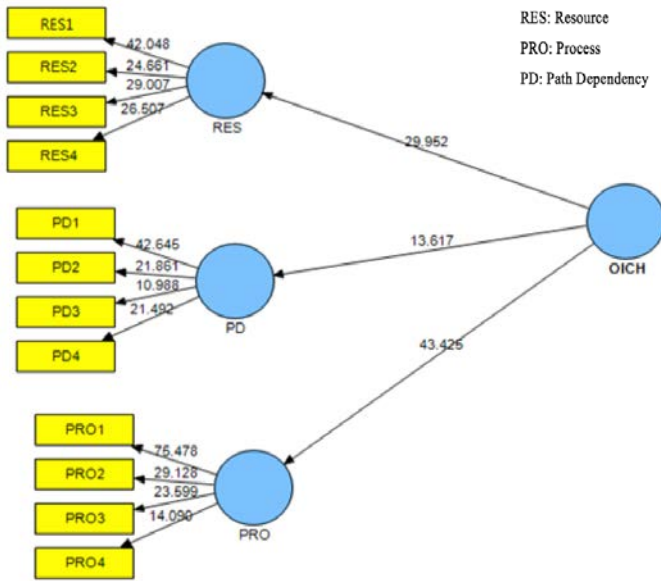 RES: Resource
PRO: Process
PD: Path Dependency
RES1
RES2
RES3
RES4
42.048
24.661
29.007
26.507
RES
29.952
PD1
PD2
PD3
PD4
42.645
21.861
10.988
21.492
PD
13.617
OICH
43.425
PRO1
PRO2
PRO3
PRO4
75.478
29.128
23.599
14.090
PRO